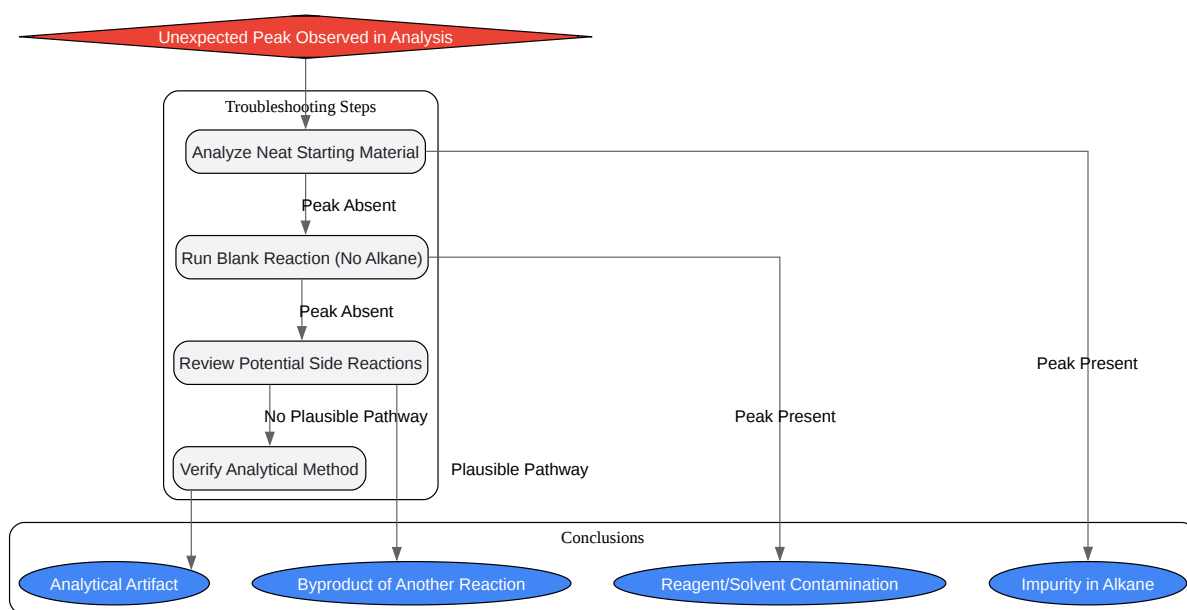 Unexpected Peak Observed in Analysis
Troubleshooting Steps
Analyze Neat Starting Material
Peak Absent
Run Blank Reaction (No Alkane)
Peak Absent
Review Potential Side Reactions
Peak Present
No Plausible Pathway
Peak Present
Verify Analytical Method
Plausible Pathway
Conclusions
Analytical Artifact
Byproduct of Another Reaction
Reagent/Solvent Contamination
Impurity in Alkane